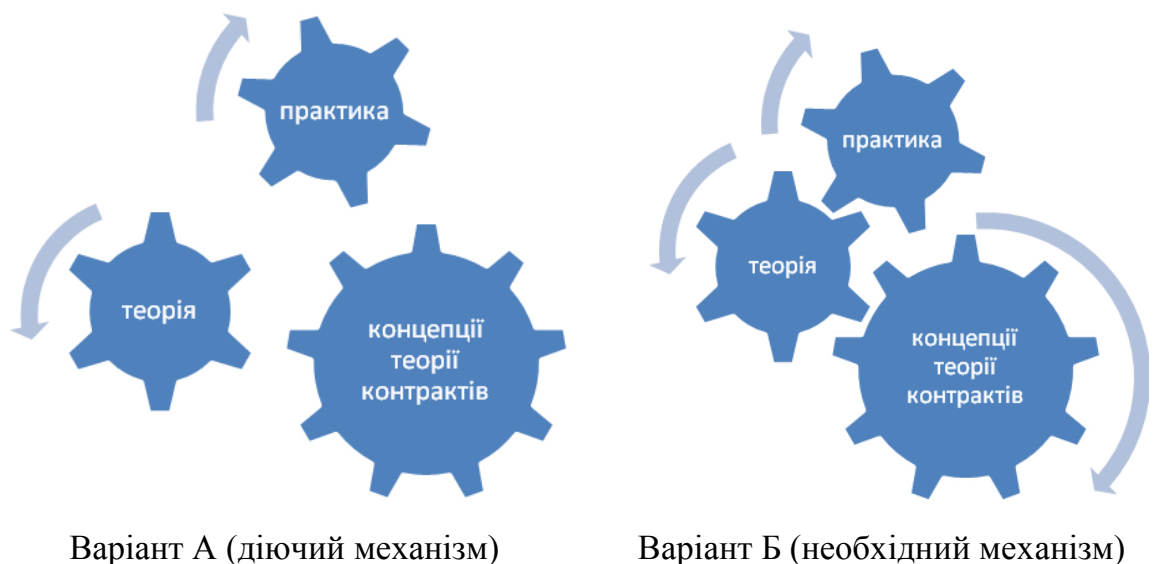 практика
теорія
концепції
теорії
контрактів
Варіант А (діючий механізм)
практика
теорія
концепції
теорії
контрактів
Варіант Б (необхідний механізм)